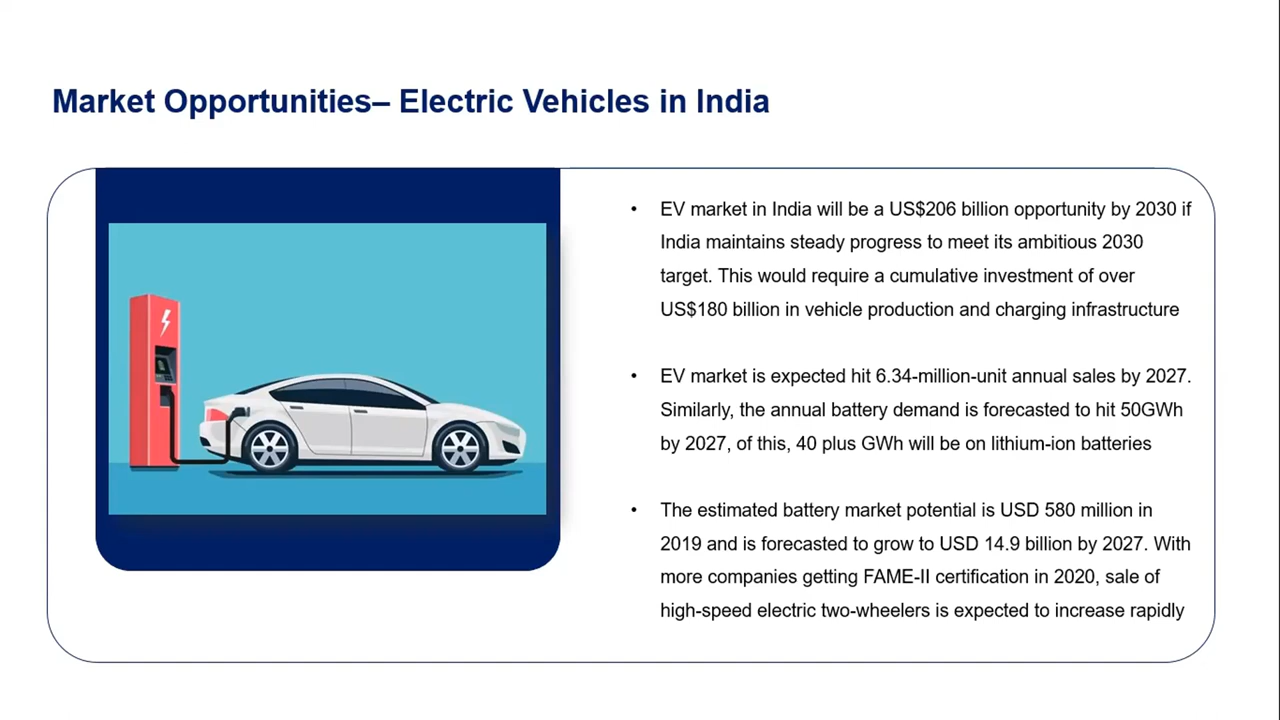 Market Opportunities– Electric Vehicles in India
• EV market in India will be a US$206 billion opportunity by 2030 if
India maintains steady progress to meet its ambitious 2030
target. This would require a cumulative investment of over
US$180 billion in vehicle production and charging infrastructure
• EV market is expected hit 6.34-million-unit annual sales by 2027.
Similarly, the annual battery demand is forecasted to hit 50GWh
by 2027, of this, 40 plus GWh will be on lithium-ion batteries
• The estimated battery market potential is USD 580 million in
2019 and is forecasted to grow to USD 14.9 billion by 2027. With
more companies getting FAME-II certification in 2020, sale of
high-speed electric two-wheelers is expected to increase rapidly